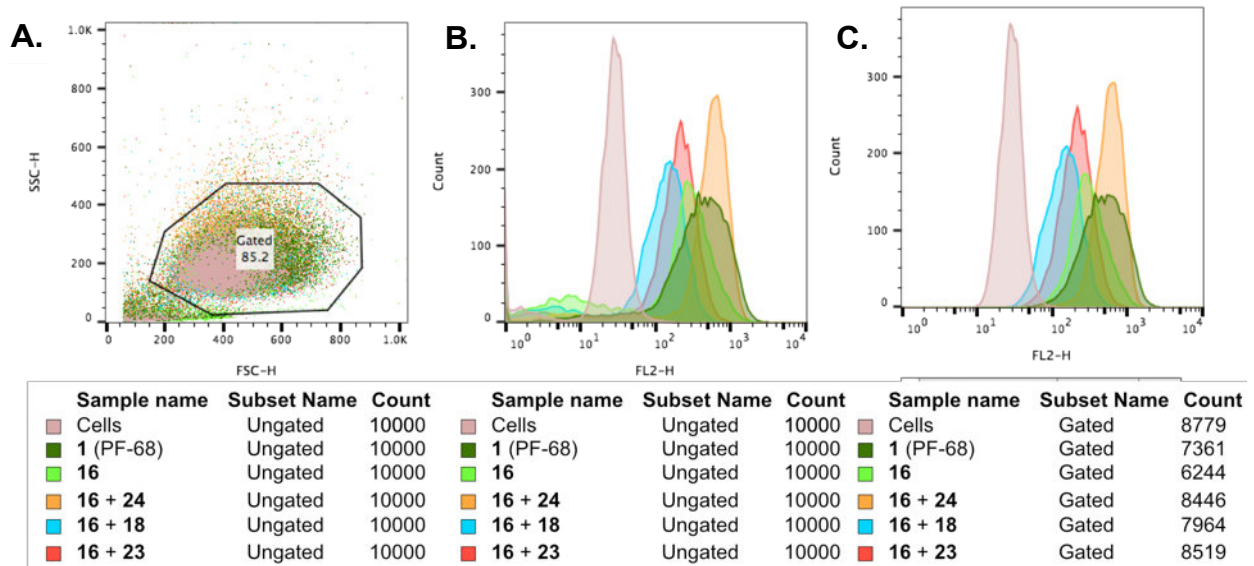 A.
B.
C.
1.0K
800
600
400
200
0
SSC-H
Gated
85.2
0 200 400 600 800 1.0K
FSC-H
Count
300
200
100
0
10^0 10^1 10^2 10^3 10^4
FL2-H
Count
300
200
100
0
10^0 10^1 10^2 10^3 10^4
FL2-H
Sample name Subset Name Count Sample name Subset Name Count Sample name Subset Name Count
Cells Ungated 10000 Cells Ungated 10000 Cells Gated 8779
1 (PF-68) Ungated 10000 1 (PF-68) Ungated 10000 1 (PF-68) Gated 7361
16 Ungated 10000 16 Ungated 10000 16 Gated 6244
16 + 24 Ungated 10000 16 + 24 Ungated 10000 16 + 24 Gated 8446
16 + 18 Ungated 10000 16 + 18 Ungated 10000 16 + 18 Gated 7964
16 + 23 Ungated 10000 16 + 23 Ungated 10000 16 + 23 Gated 8519